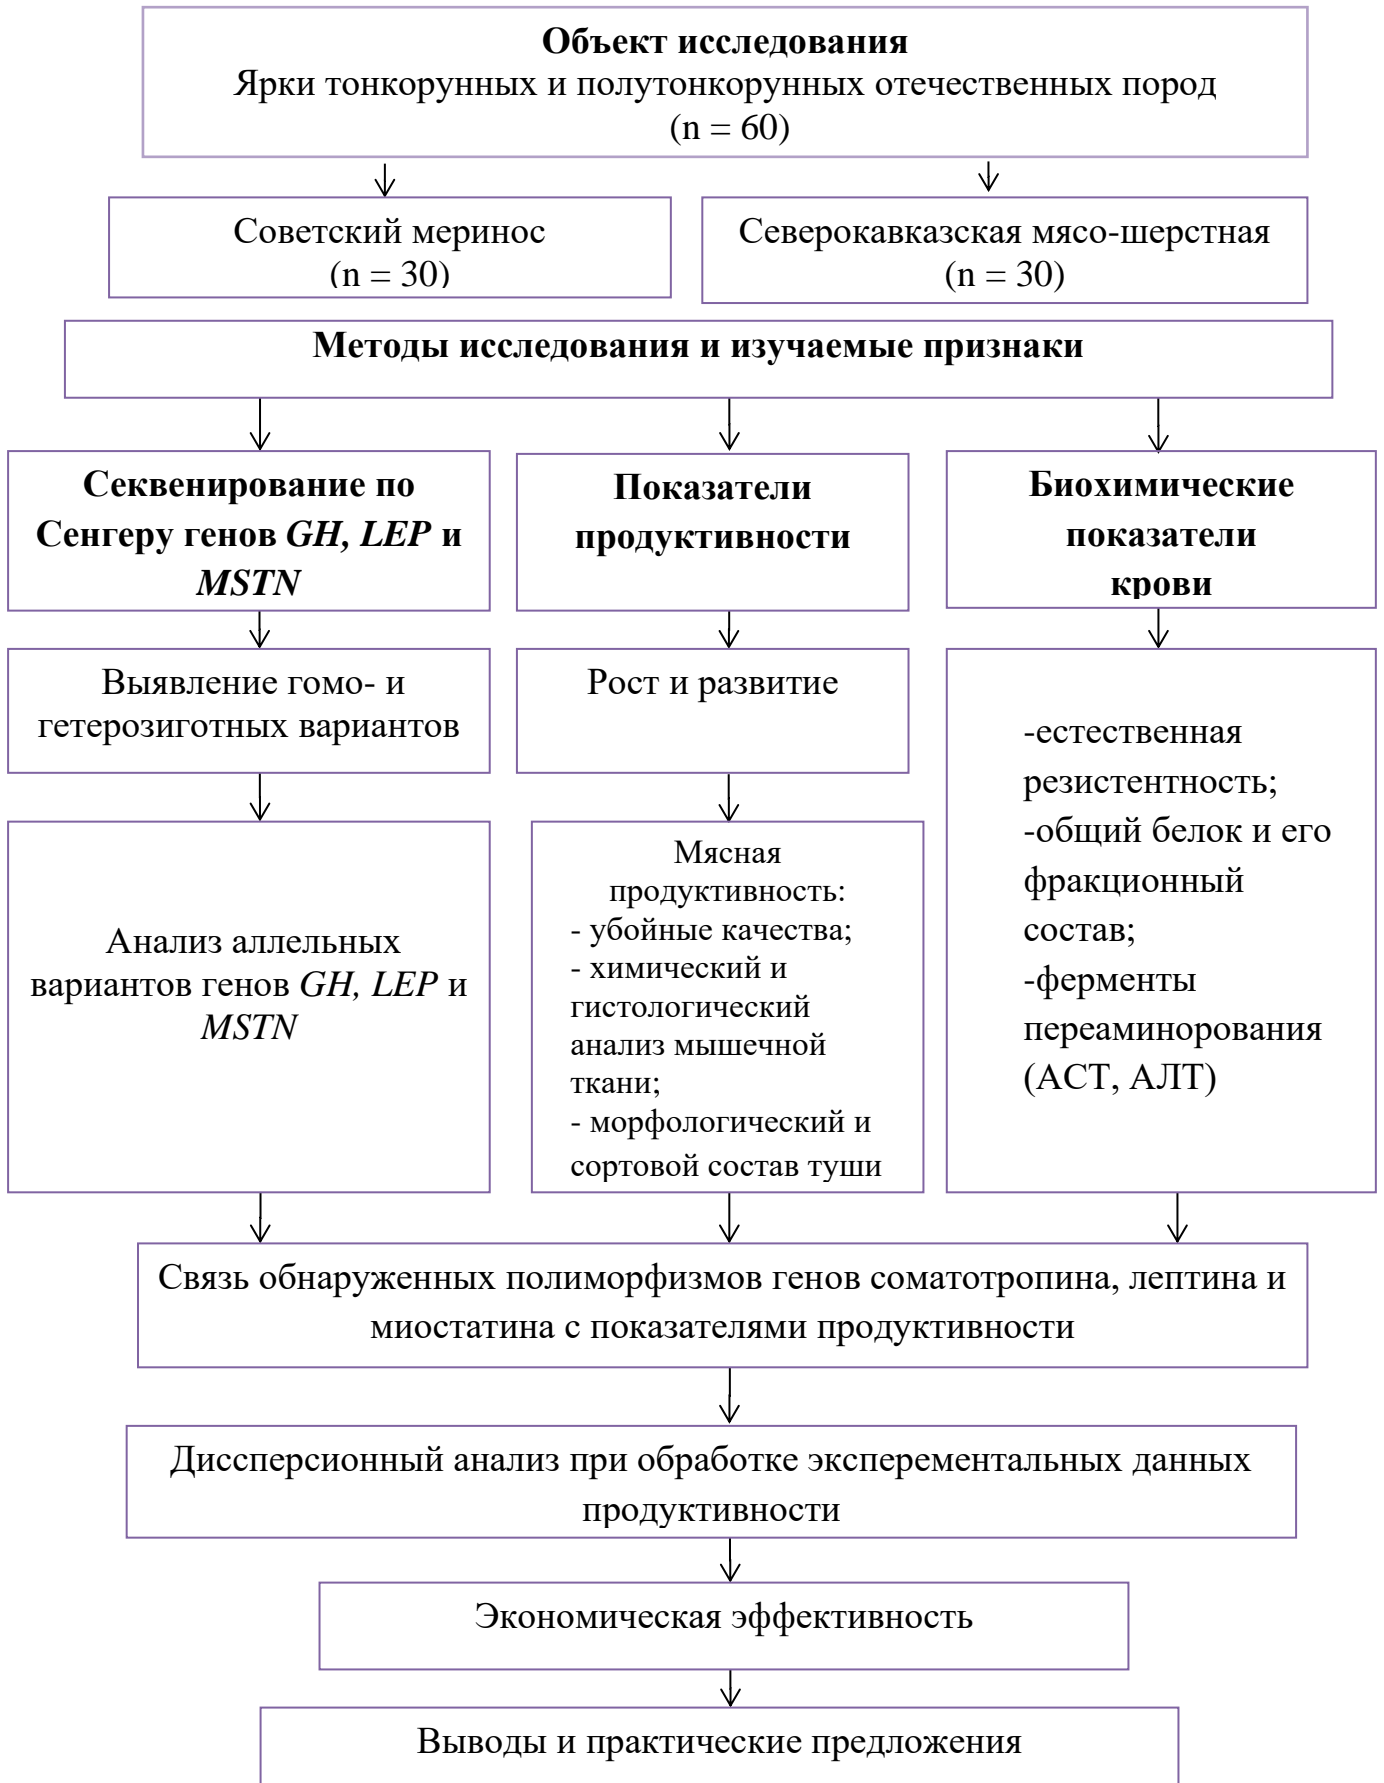 Объект исследования
Ярки тонкорунных и полутонкорунных отечественных пород
(n = 60)
Советский меринос
(n = 30)
Северокавказская мясо-шерстная
(n = 30)
Методы исследования и изучаемые признаки
Секвенирование по
Сенгеру генов GH, LEP и
MSTN
Показатели
продуктивности
Биохимические
показатели
крови
Выявление гомо- и
гетерозиготных вариантов
Рост и развитие
-естественная
резистентность;
-общий белок и его
фракционный
состав;
-ферменты
переаминорования
(АСТ, АЛТ)
Анализ аллельных
вариантов генов GH, LEP и
MSTN
Мясная
продуктивность:
- убойные качества;
- химический и
гистологический
анализ мышечной
ткани;
- морфологический и
сортовой состав туши
Связь обнаруженных полиморфизмов генов соматотропина, лептина и
миостатина с показателями продуктивности
Диссперсионный анализ при обработке эксперементальных данных
продуктивности
Экономическая эффективность
Выводы и практические предложения